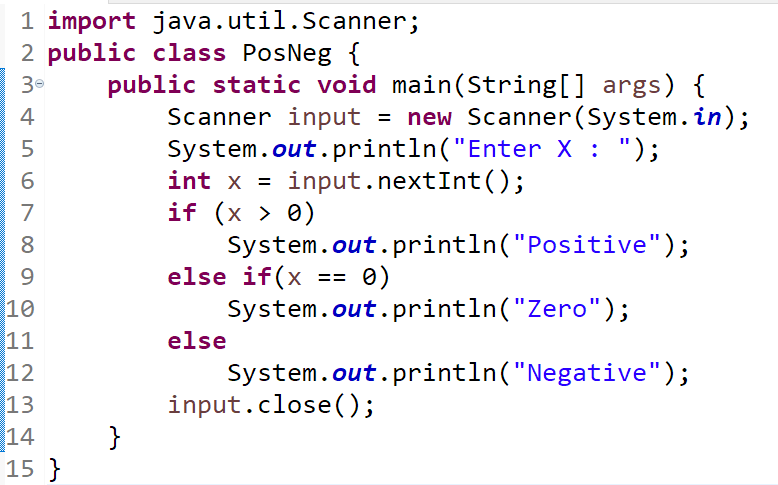 1 import java.util.Scanner;
2 public class PosNeg {
3     public static void main(String[] args) {
4         Scanner input = new Scanner(System.in);
5         System.out.println("Enter X : ");
6         int x = input.nextInt();
7         if (x > 0)
8             System.out.println("Positive");
9         else if(x == 0)
10             System.out.println("Zero");
11         else
12             System.out.println("Negative");
13         input.close();
14     }
15 }